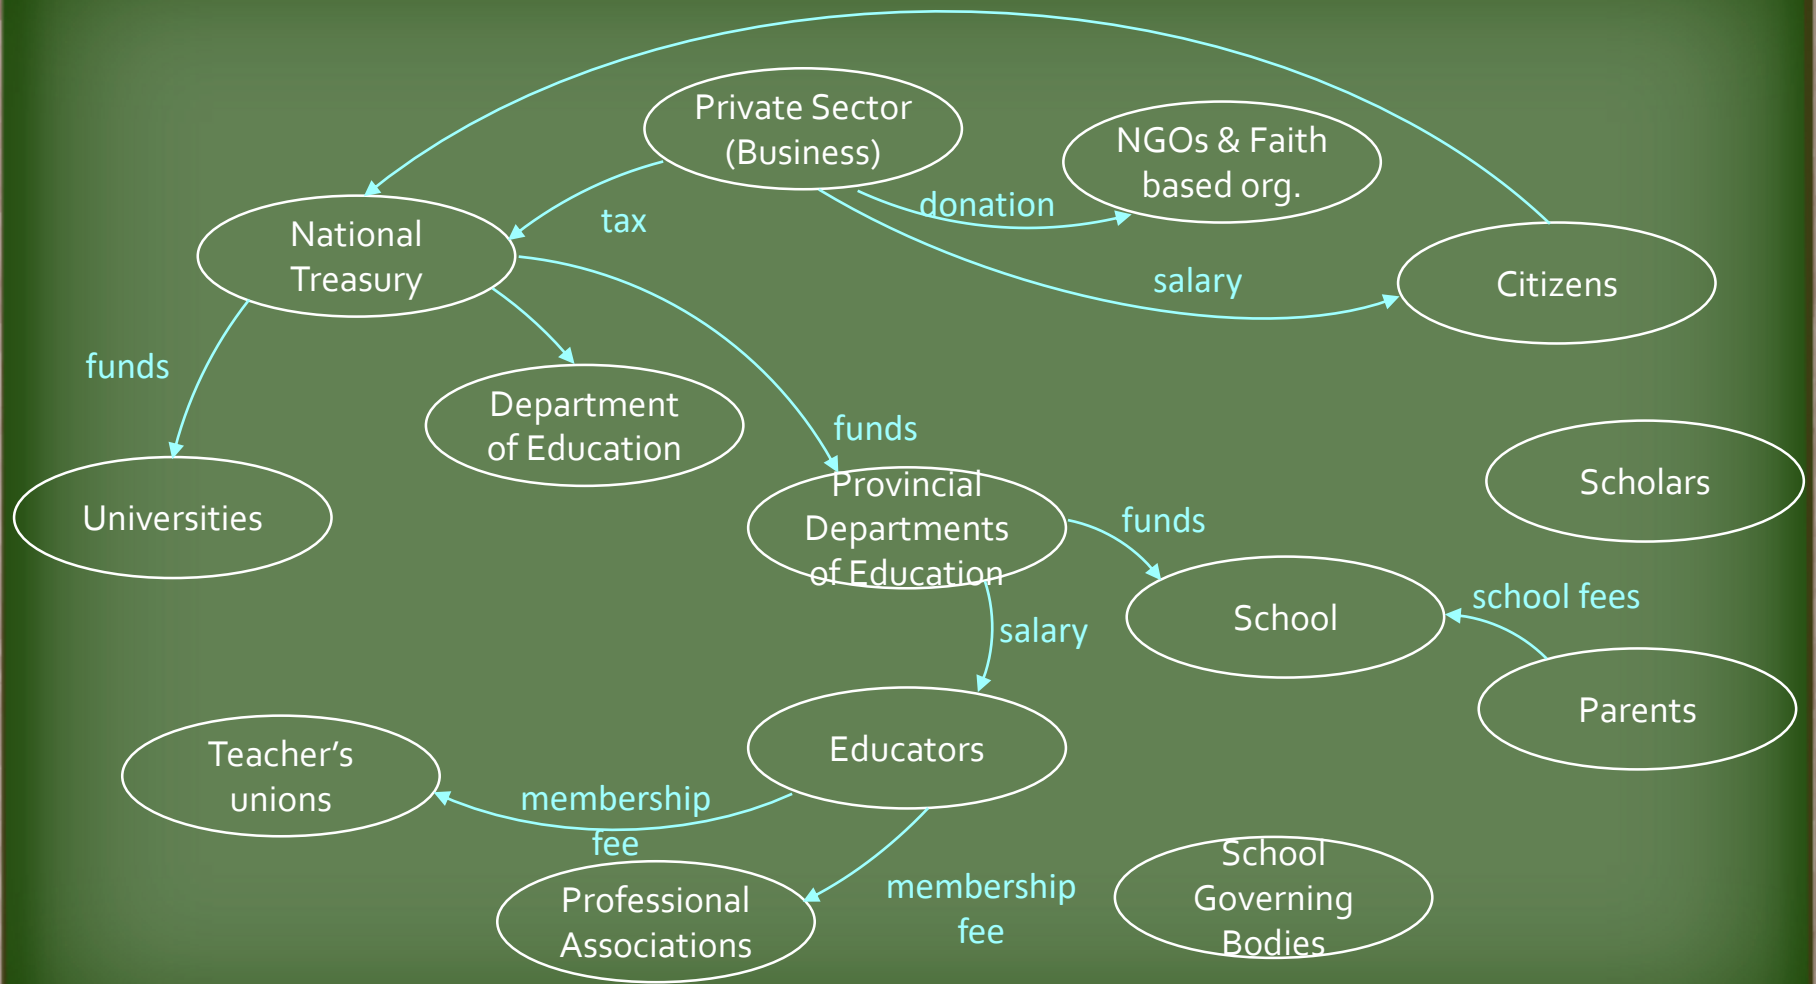 Private Sector
(Business)
NGOs & Faith
based org.
donation
tax
National
Treasury
salary
Citizens
funds
Department
of Education
funds
Scholars
Universities
Provincial
Departments
of Education
funds
School
school fees
salary
Parents
Educators
Teacher’s
unions
membership
fee
School
Governing
Bodies
membership
fee
Professional
Associations